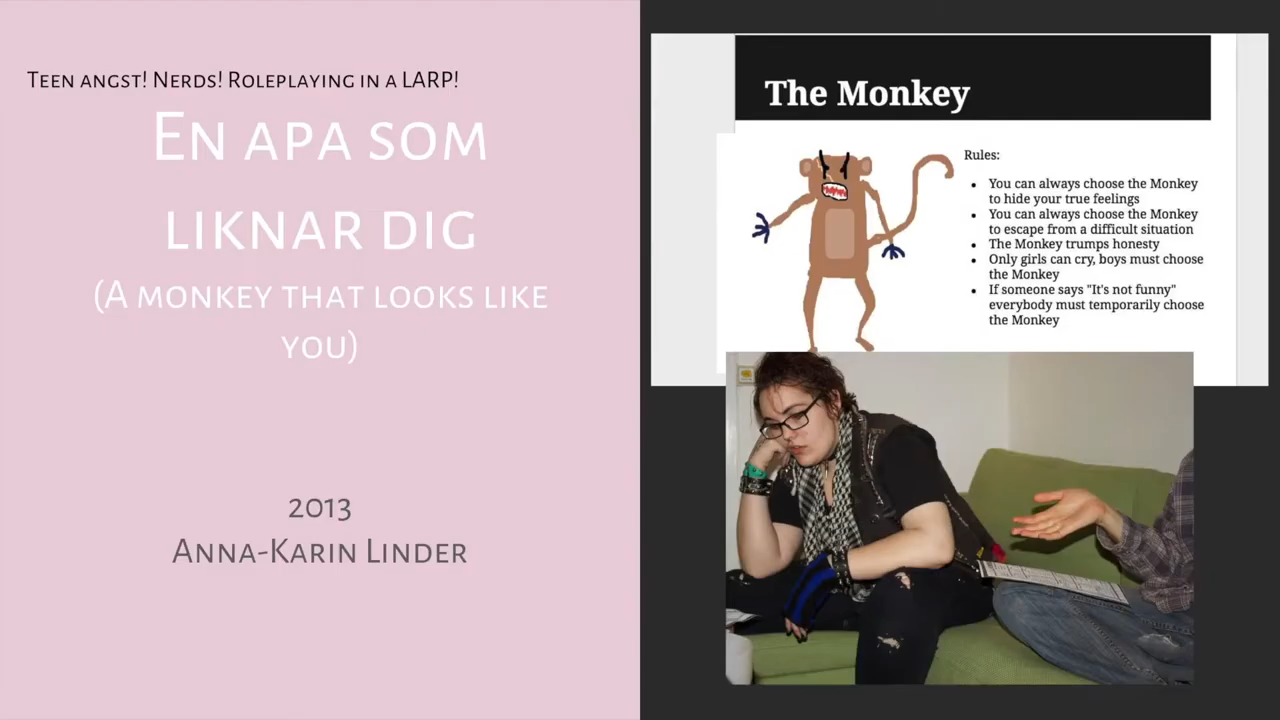 Teen angst! Nerds! Roleplaying in a LARP!
En apa som
liknar dig
(A monkey that looks like
you)
2013
Anna-Karin Linder
The Monkey
Rules:
• You can always choose the Monkey
to hide your true feelings
• You can always choose the Monkey
to escape from a difficult situation
• The Monkey trumps honesty
• Only girls can cry, boys must choose
the Monkey
• If someone says "It's not funny"
everybody must temporarily choose
the Monkey